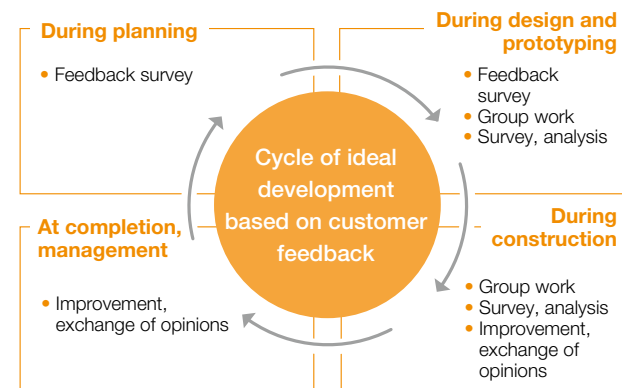 During planning
• Feedback survey
During design and
prototyping
• Feedback
survey
• Group work
• Survey, analysis
Cycle of ideal
development
based on customer
feedback
At completion,
management
• Improvement,
exchange of opinions
During
construction
• Group work
• Survey, analysis
• Improvement,
exchange of
opinions